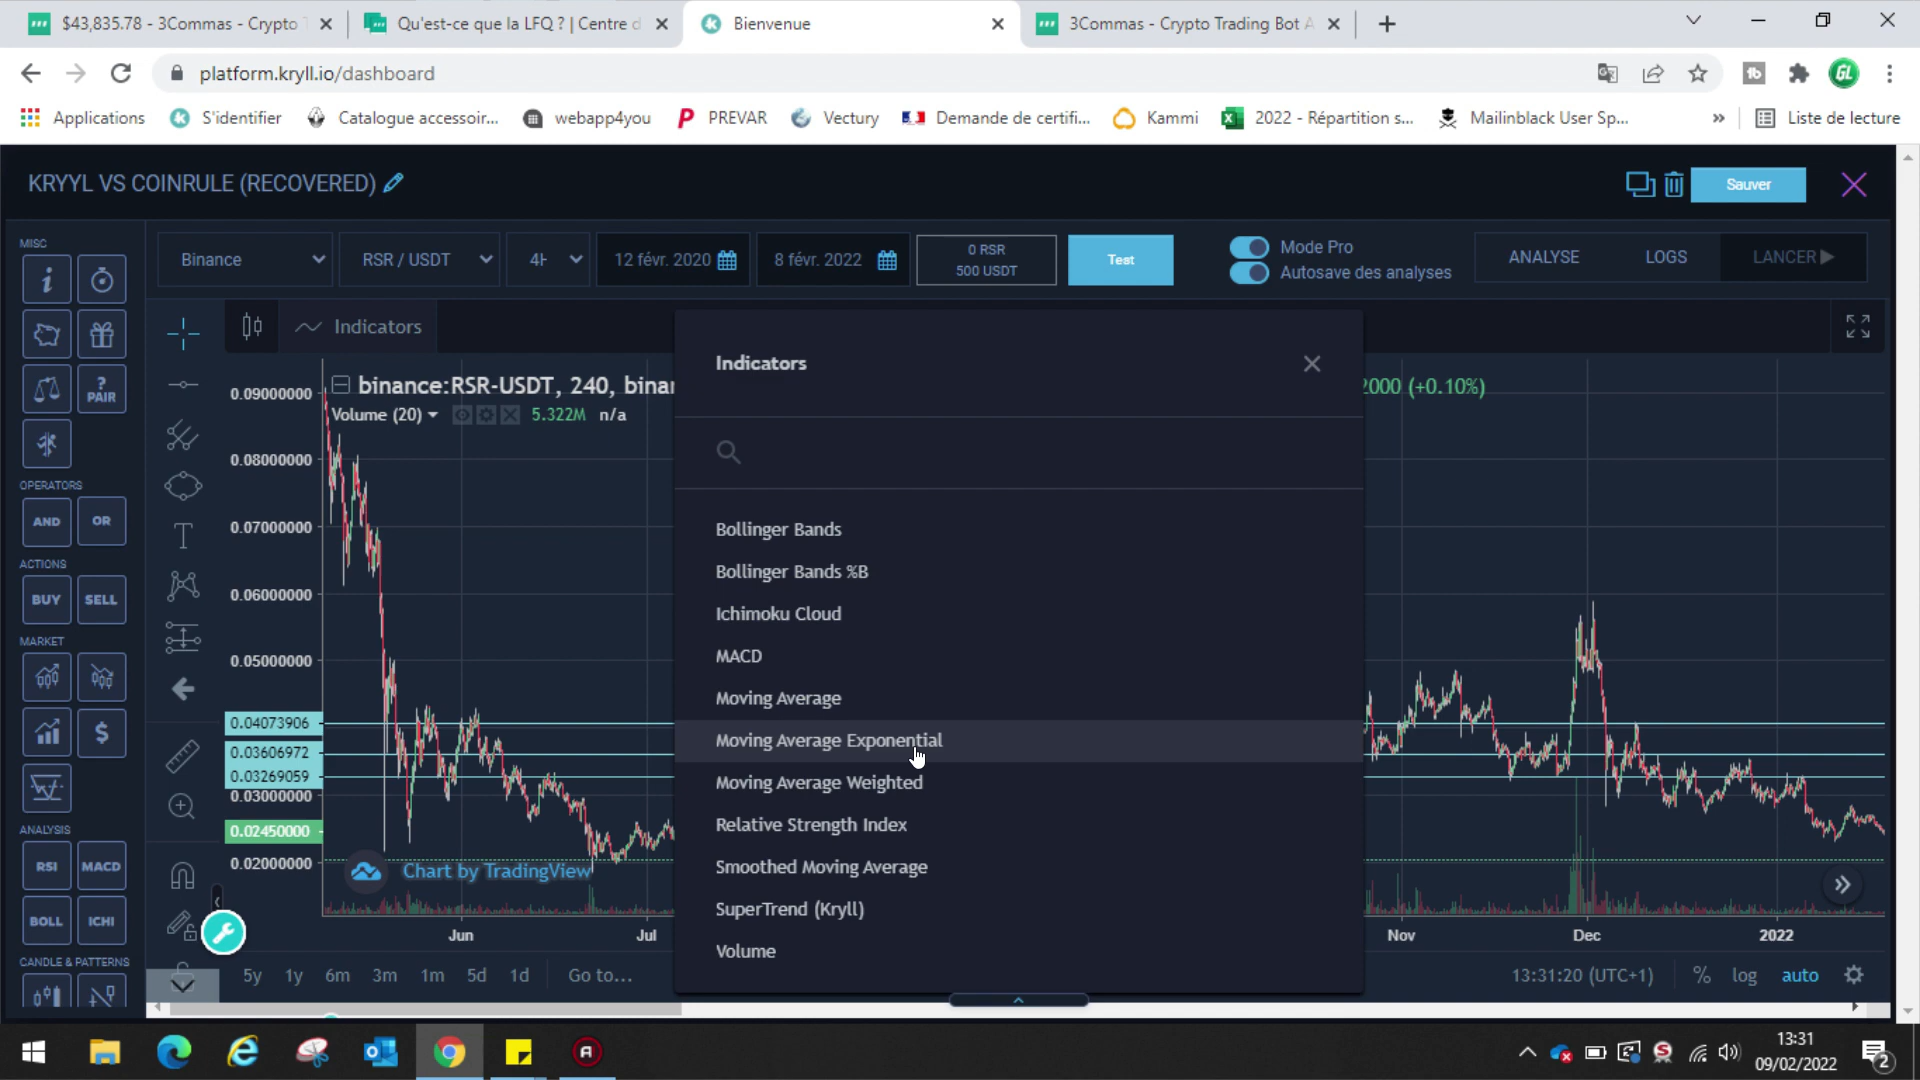 $43,835.78 - 3Commas - Crypto T
Qu'est-ce que la LFQ ? | Centre d
Bienvenue
3Commas - Crypto Trading Bot A
platform.kryll.io/dashboard
GL
Applications
S'identifier
Catalogue accessoir...
webapp4you
PREVAR
Vectury
Demande de certifi...
Kammi
2022 - Répartition s...
Mailinblack User Sp...
»
Liste de lecture
KRYYL VS COINRULE (RECOVERED)
Sauver
MISC
Binance
RSR / USDT
4H
12 févr. 2020
8 févr. 2022
0 RSR
500 USDT
Test
Mode Pro
Autosave des analyses
ANALYSE
LOGS
LANCER
Indicators
? PAIR
OPERATORS
AND
OR
ACTIONS
BUY
SELL
MARKET
ANALYSIS
RSI
MACD
BOLL
ICHI
CANDLE & PATTERNS
binance:RSR-USDT, 240, binan
2000 (+0.10%)
Volume (20)
5.322M
n/a
0.09000000
0.08000000
0.07000000
0.06000000
0.05000000
0.04073906
0.03606972
0.03269059
0.03000000
0.02450000
0.02000000
Chart by TradingView
Indicators
Bollinger Bands
Bollinger Bands %B
Ichimoku Cloud
MACD
Moving Average
Moving Average Exponential
Moving Average Weighted
Relative Strength Index
Smoothed Moving Average
SuperTrend (Kryll)
Volume
Jun
Jul
Nov
Dec
2022
5y
1y
6m
3m
1m
5d
1d
Go to...
13:31:20 (UTC+1)
%
log
auto
13:31
09/02/2022
2